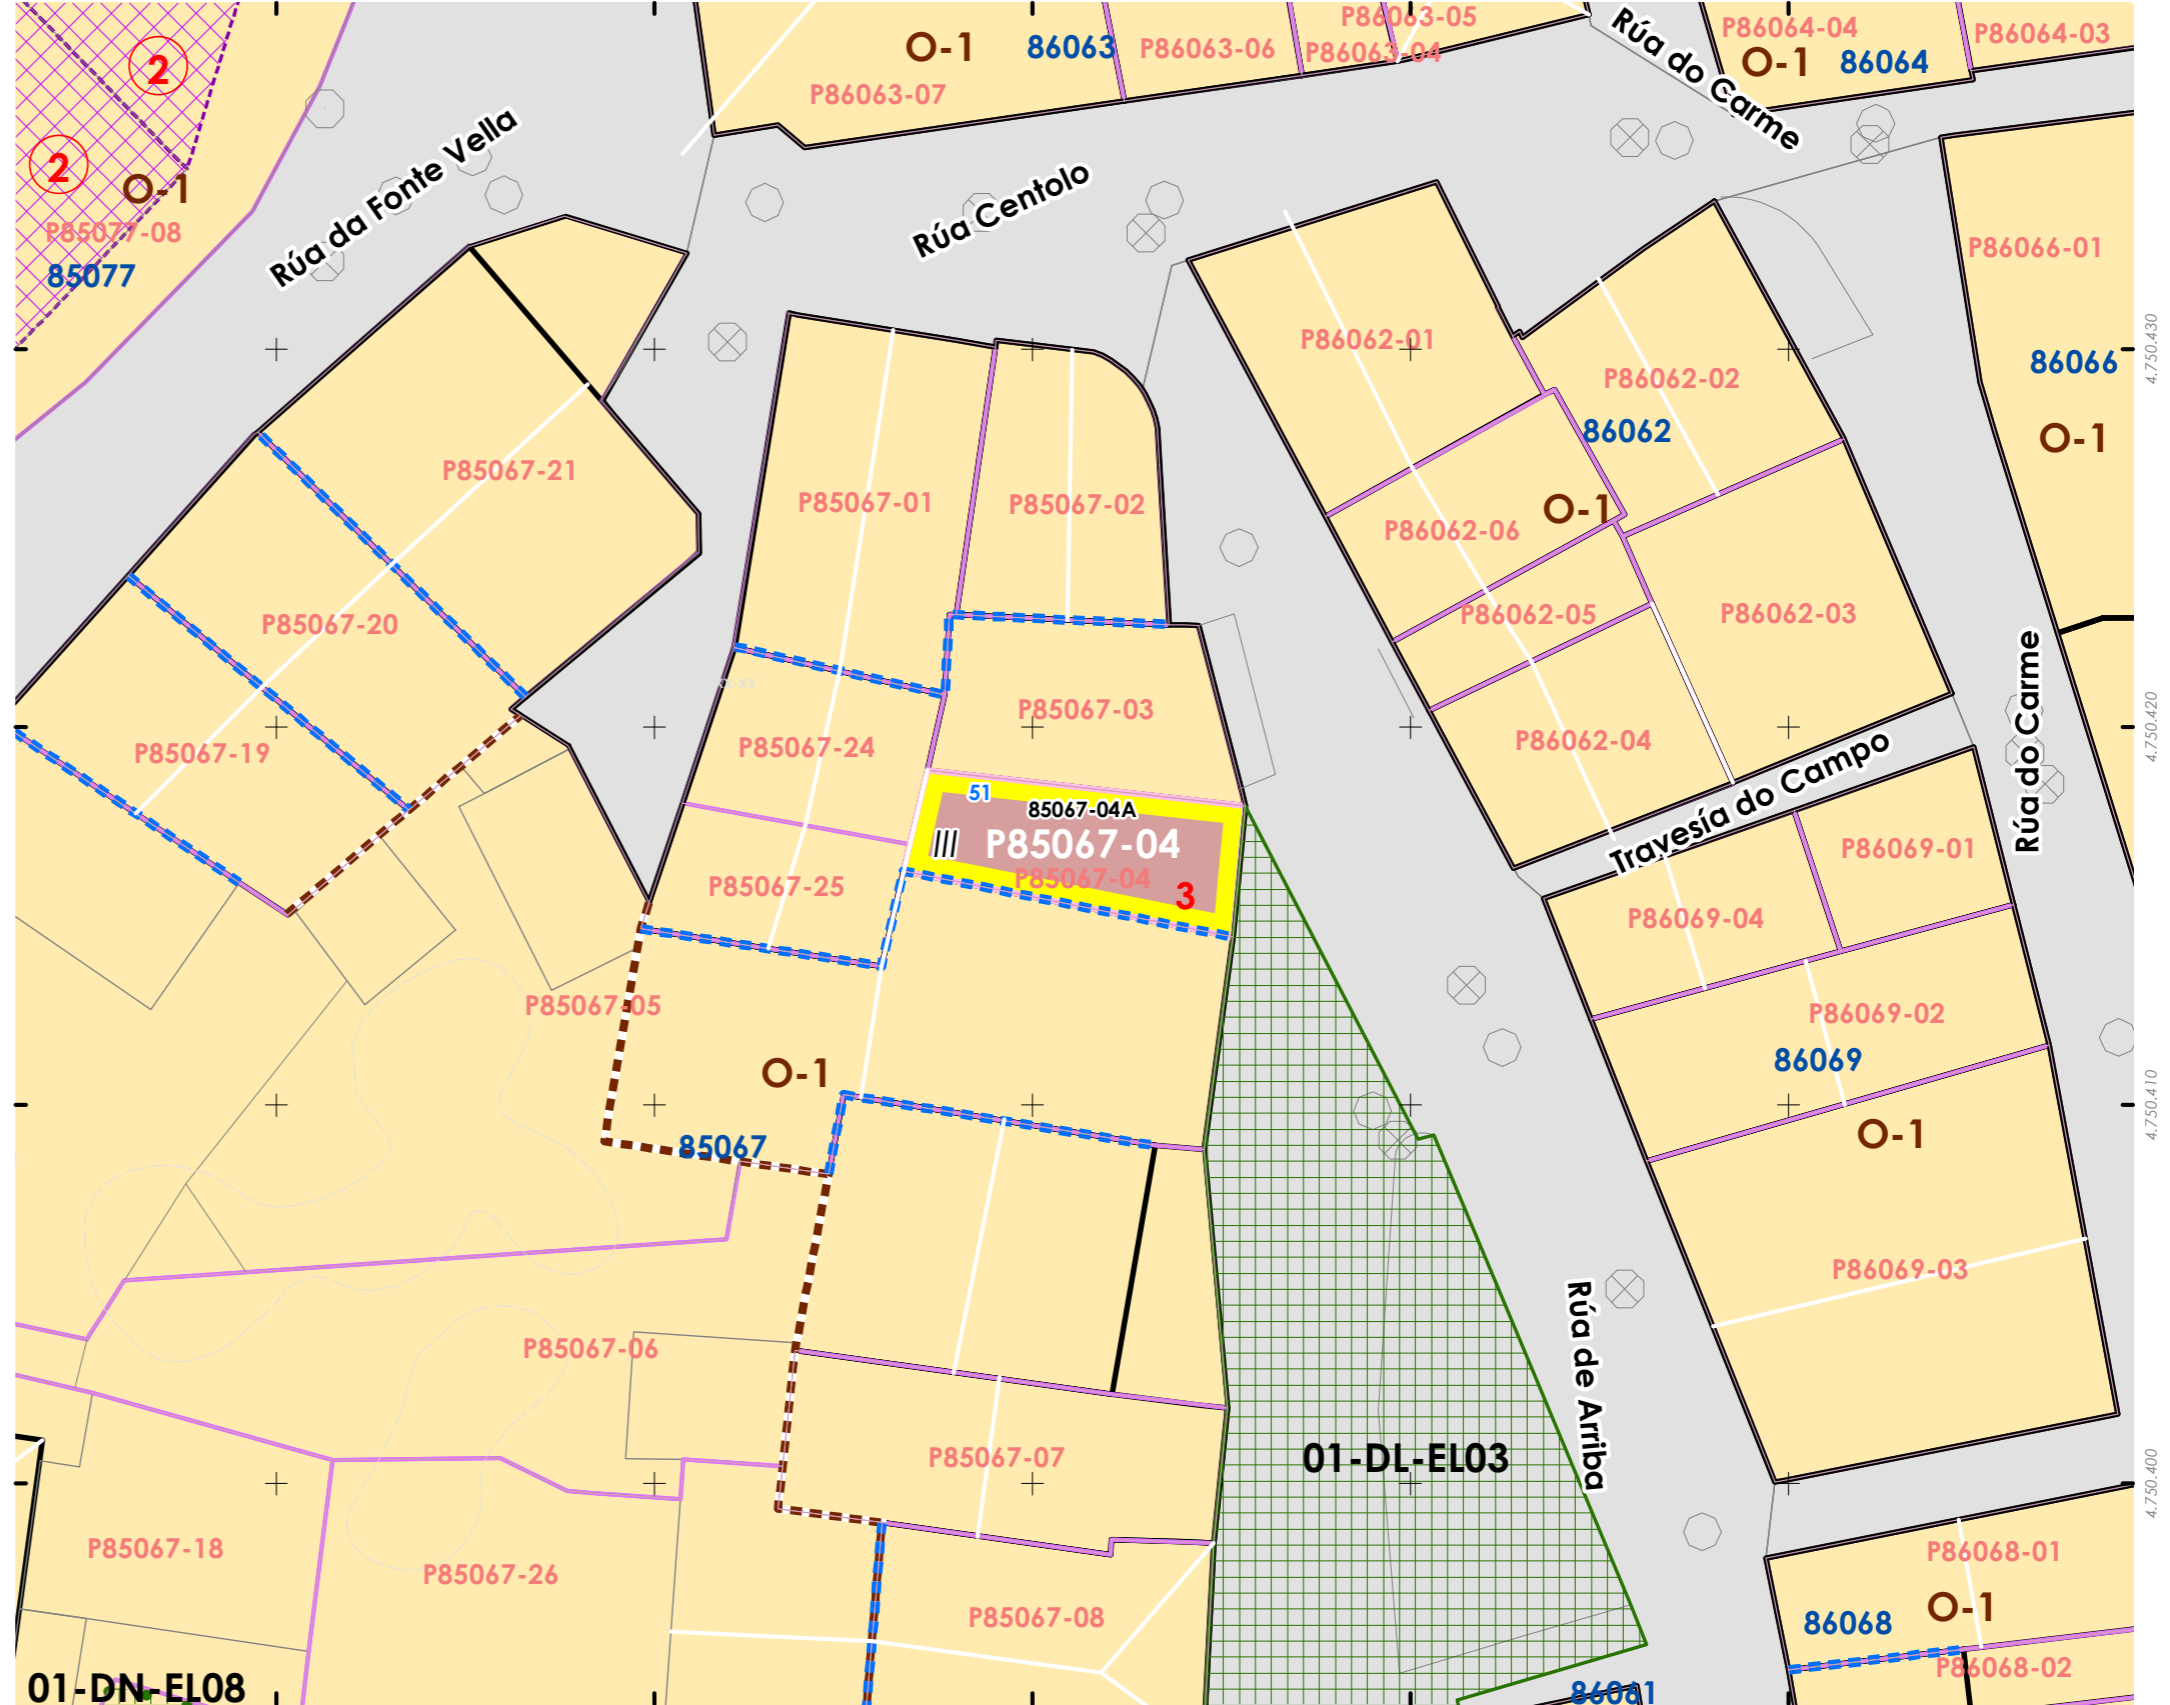 P86063-05
P86063-06
P86063-04
O-1
86063
P86063-07
Rúa do Carme
P86064-04
P86064-03
O-1
86064
2
2
O-1
P85077-08
85077
Rúa da Fonte Vella
Rúa Centolo
P86066-01
86066
O-1
4.750.430
P86062-01
P86062-02
86062
P85067-21
P85067-01
P85067-02
O-1
P86062-06
P86062-05
P86062-03
P85067-20
Rúa do Carme
P85067-03
P85067-24
P85067-19
P86062-04
4.750.420
Travesía do Campo
51
85067-04A
III
P85067-04
P85067-04
3
P85067-25
P86069-01
P86069-04
P85067-05
P86069-02
86069
O-1
O-1
4.750.410
85067
P86069-03
P85067-06
Rúa de Arriba
P85067-07
01-DL-EL03
4.750.400
P85067-18
P85067-26
P85067-08
P86068-01
O-1
86068
P86068-02
01-DN-EL08
86061